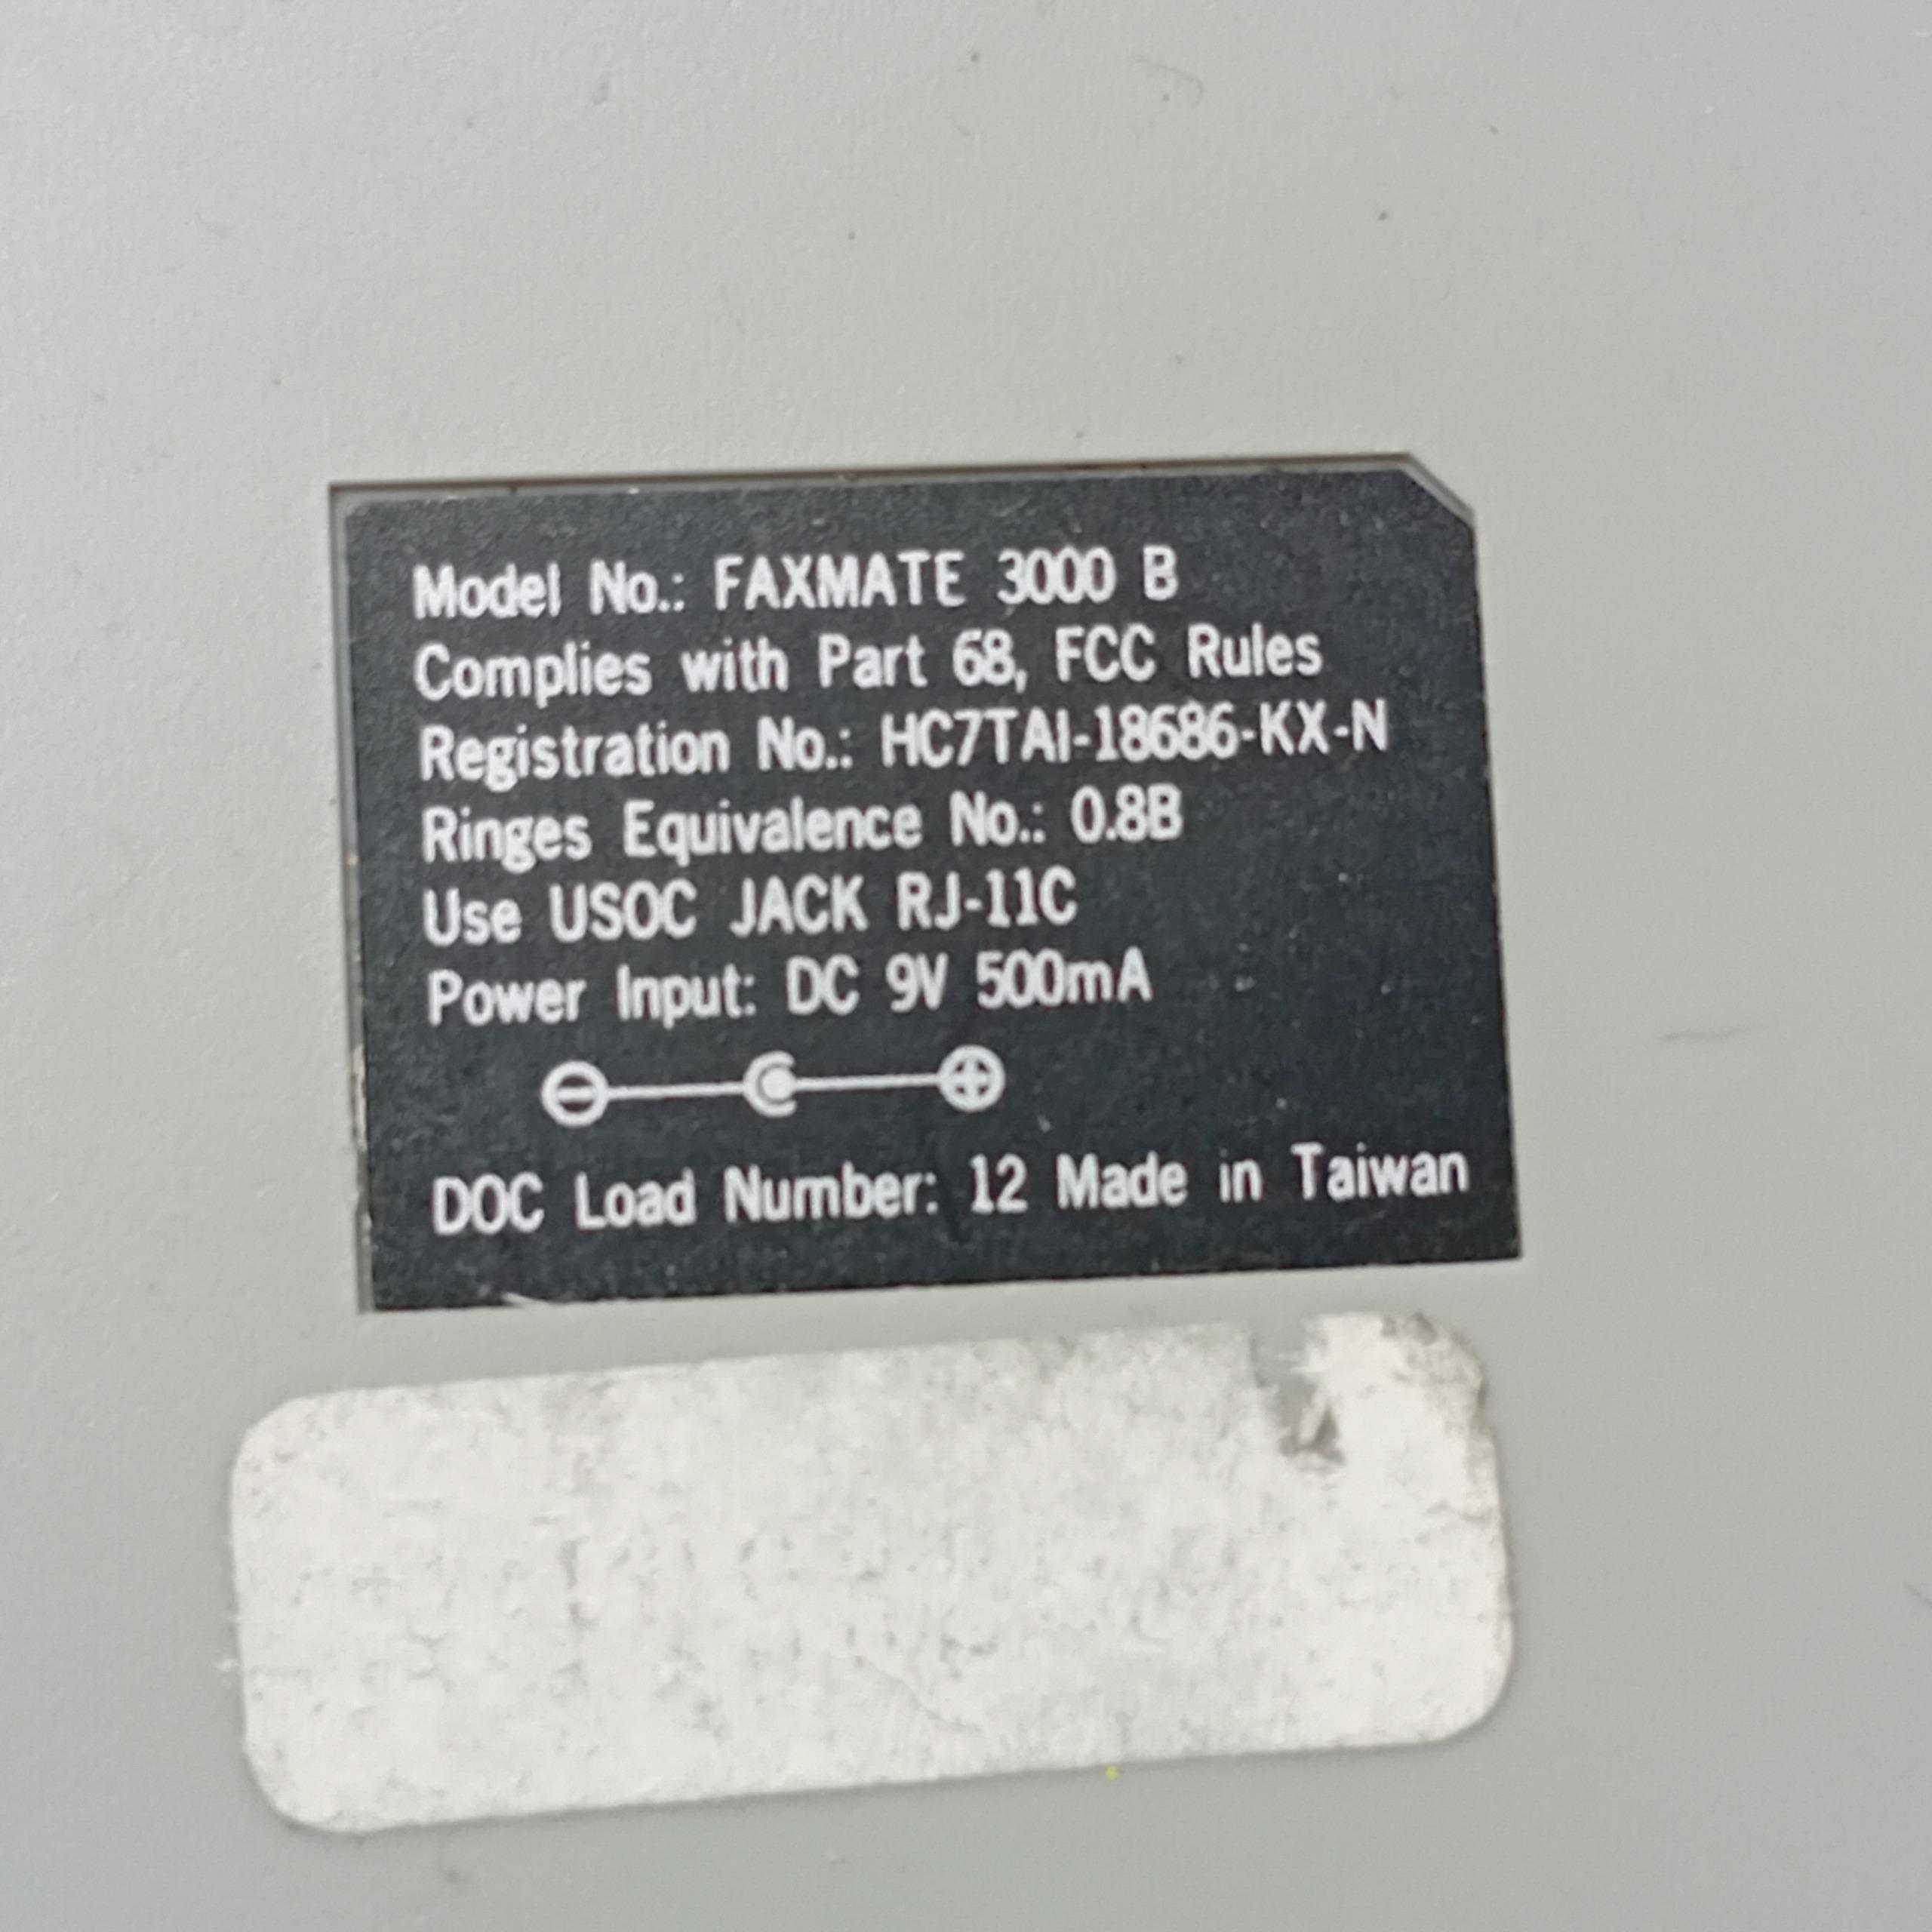 Model No.: FAXMATE 3000 B
Complies with Part 68, FCC Rules
Registration No.: HC7TAI-18686-KX-N
Ringes Equivalence No.: 0.8B
Use USOC JACK RJ-11C
Power Input: DC 9V 500mA
DOC Load Number: 12 Made in Taiwan